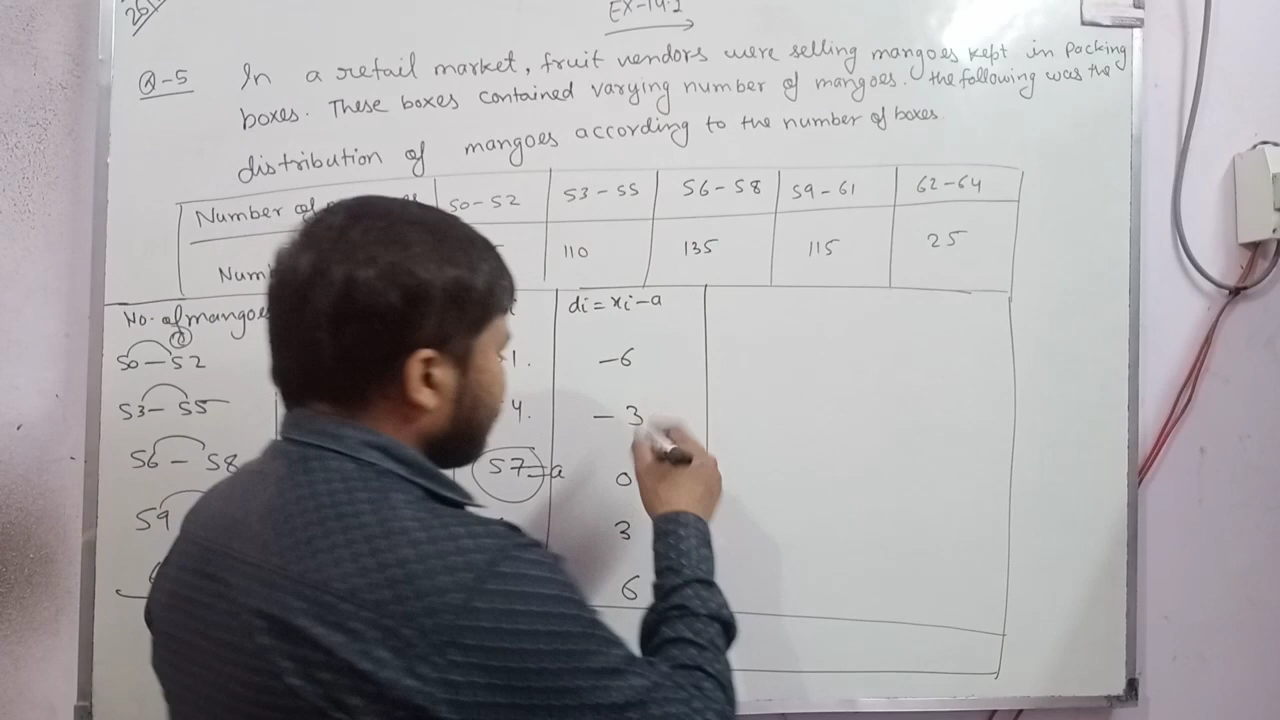 EX-14.2
Q-5 In a retail market, fruit vendors were selling mangoes kept in packing
boxes. These boxes contained varying number of mangoes. the following was the
distribution of mangoes according to the number of boxes
Number of 50-52 53-55 56-58 59-61 62-64
110 135 115 25
No. of mangoes di = xi-a
50-52 1. -6
53-55 4. -3
56-58 57=a 0
59 3
6